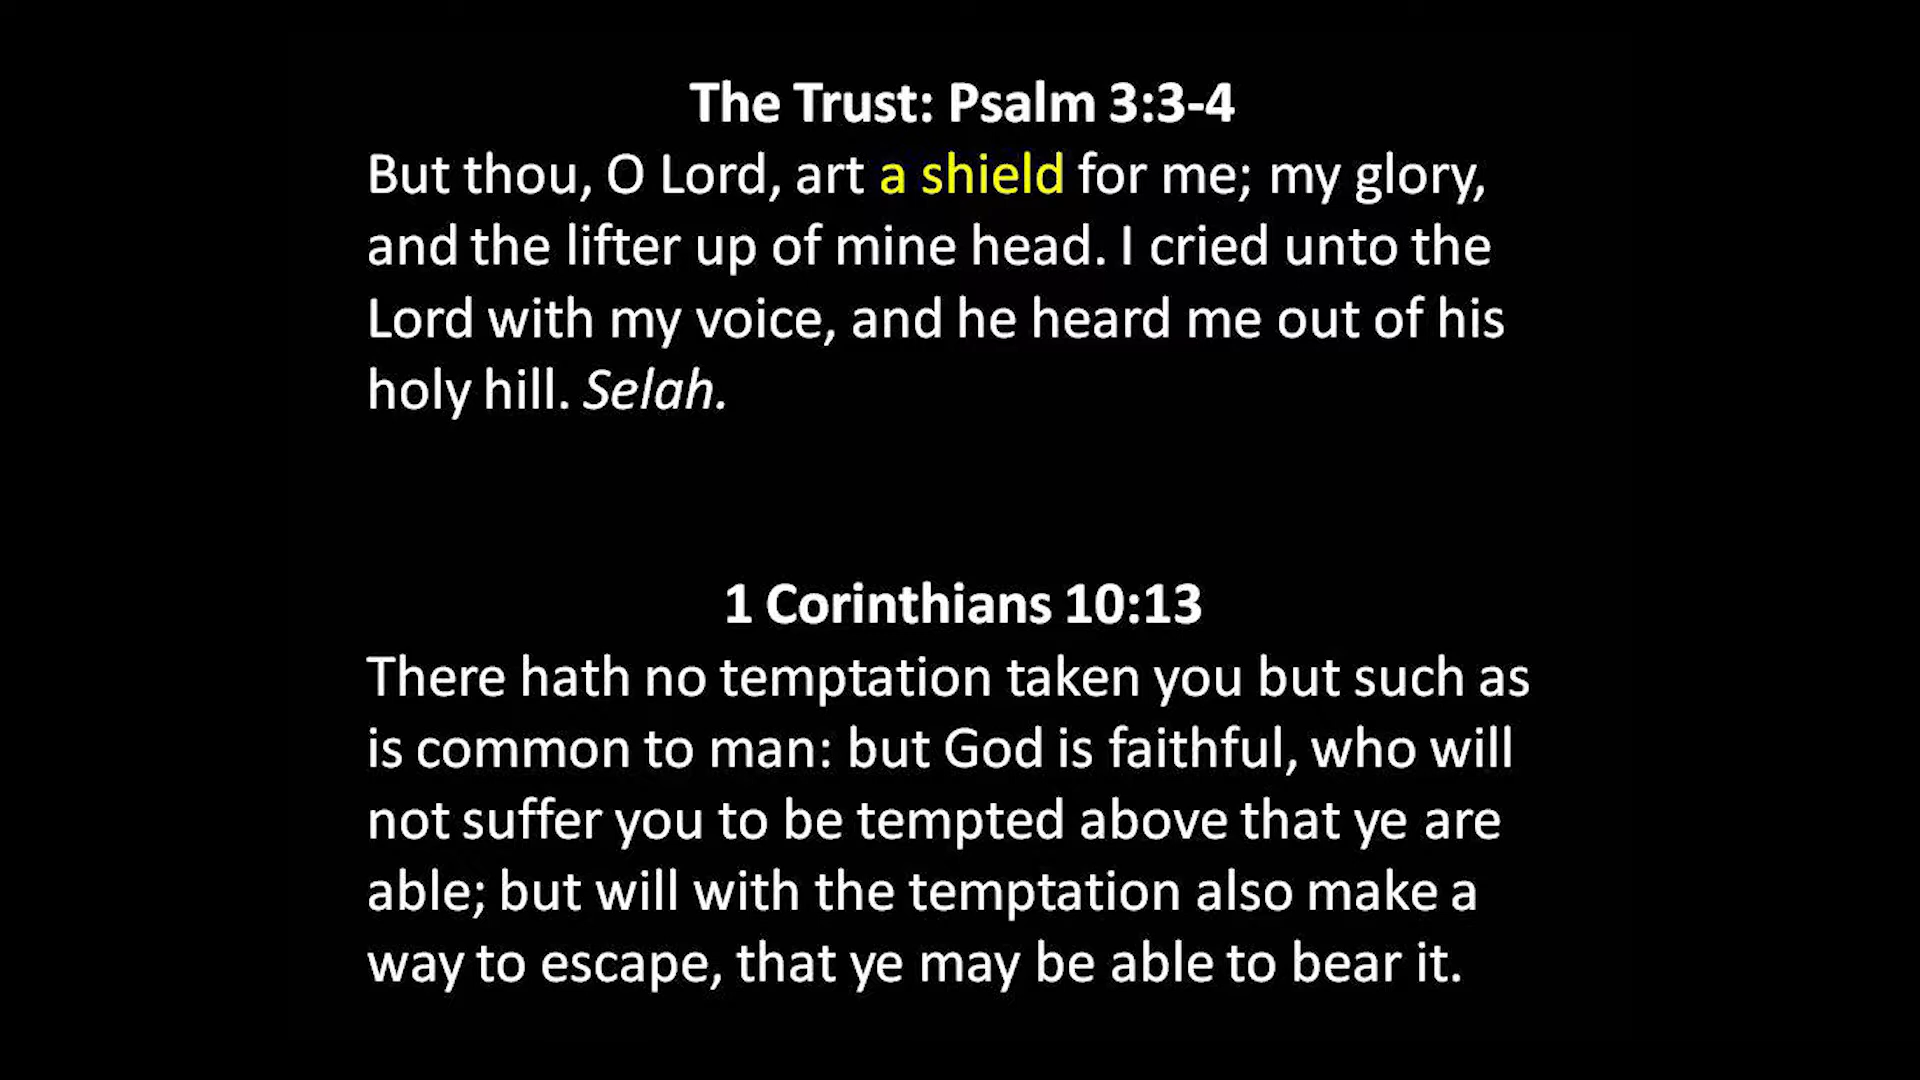 The Trust: Psalm 3:3-4
But thou, O Lord, art a shield for me; my glory,
and the lifter up of mine head. I cried unto the
Lord with my voice, and he heard me out of his
holy hill. Selah.
1 Corinthians 10:13
There hath no temptation taken you but such as
is common to man: but God is faithful, who will
not suffer you to be tempted above that ye are
able; but will with the temptation also make a
way to escape, that ye may be able to bear it.